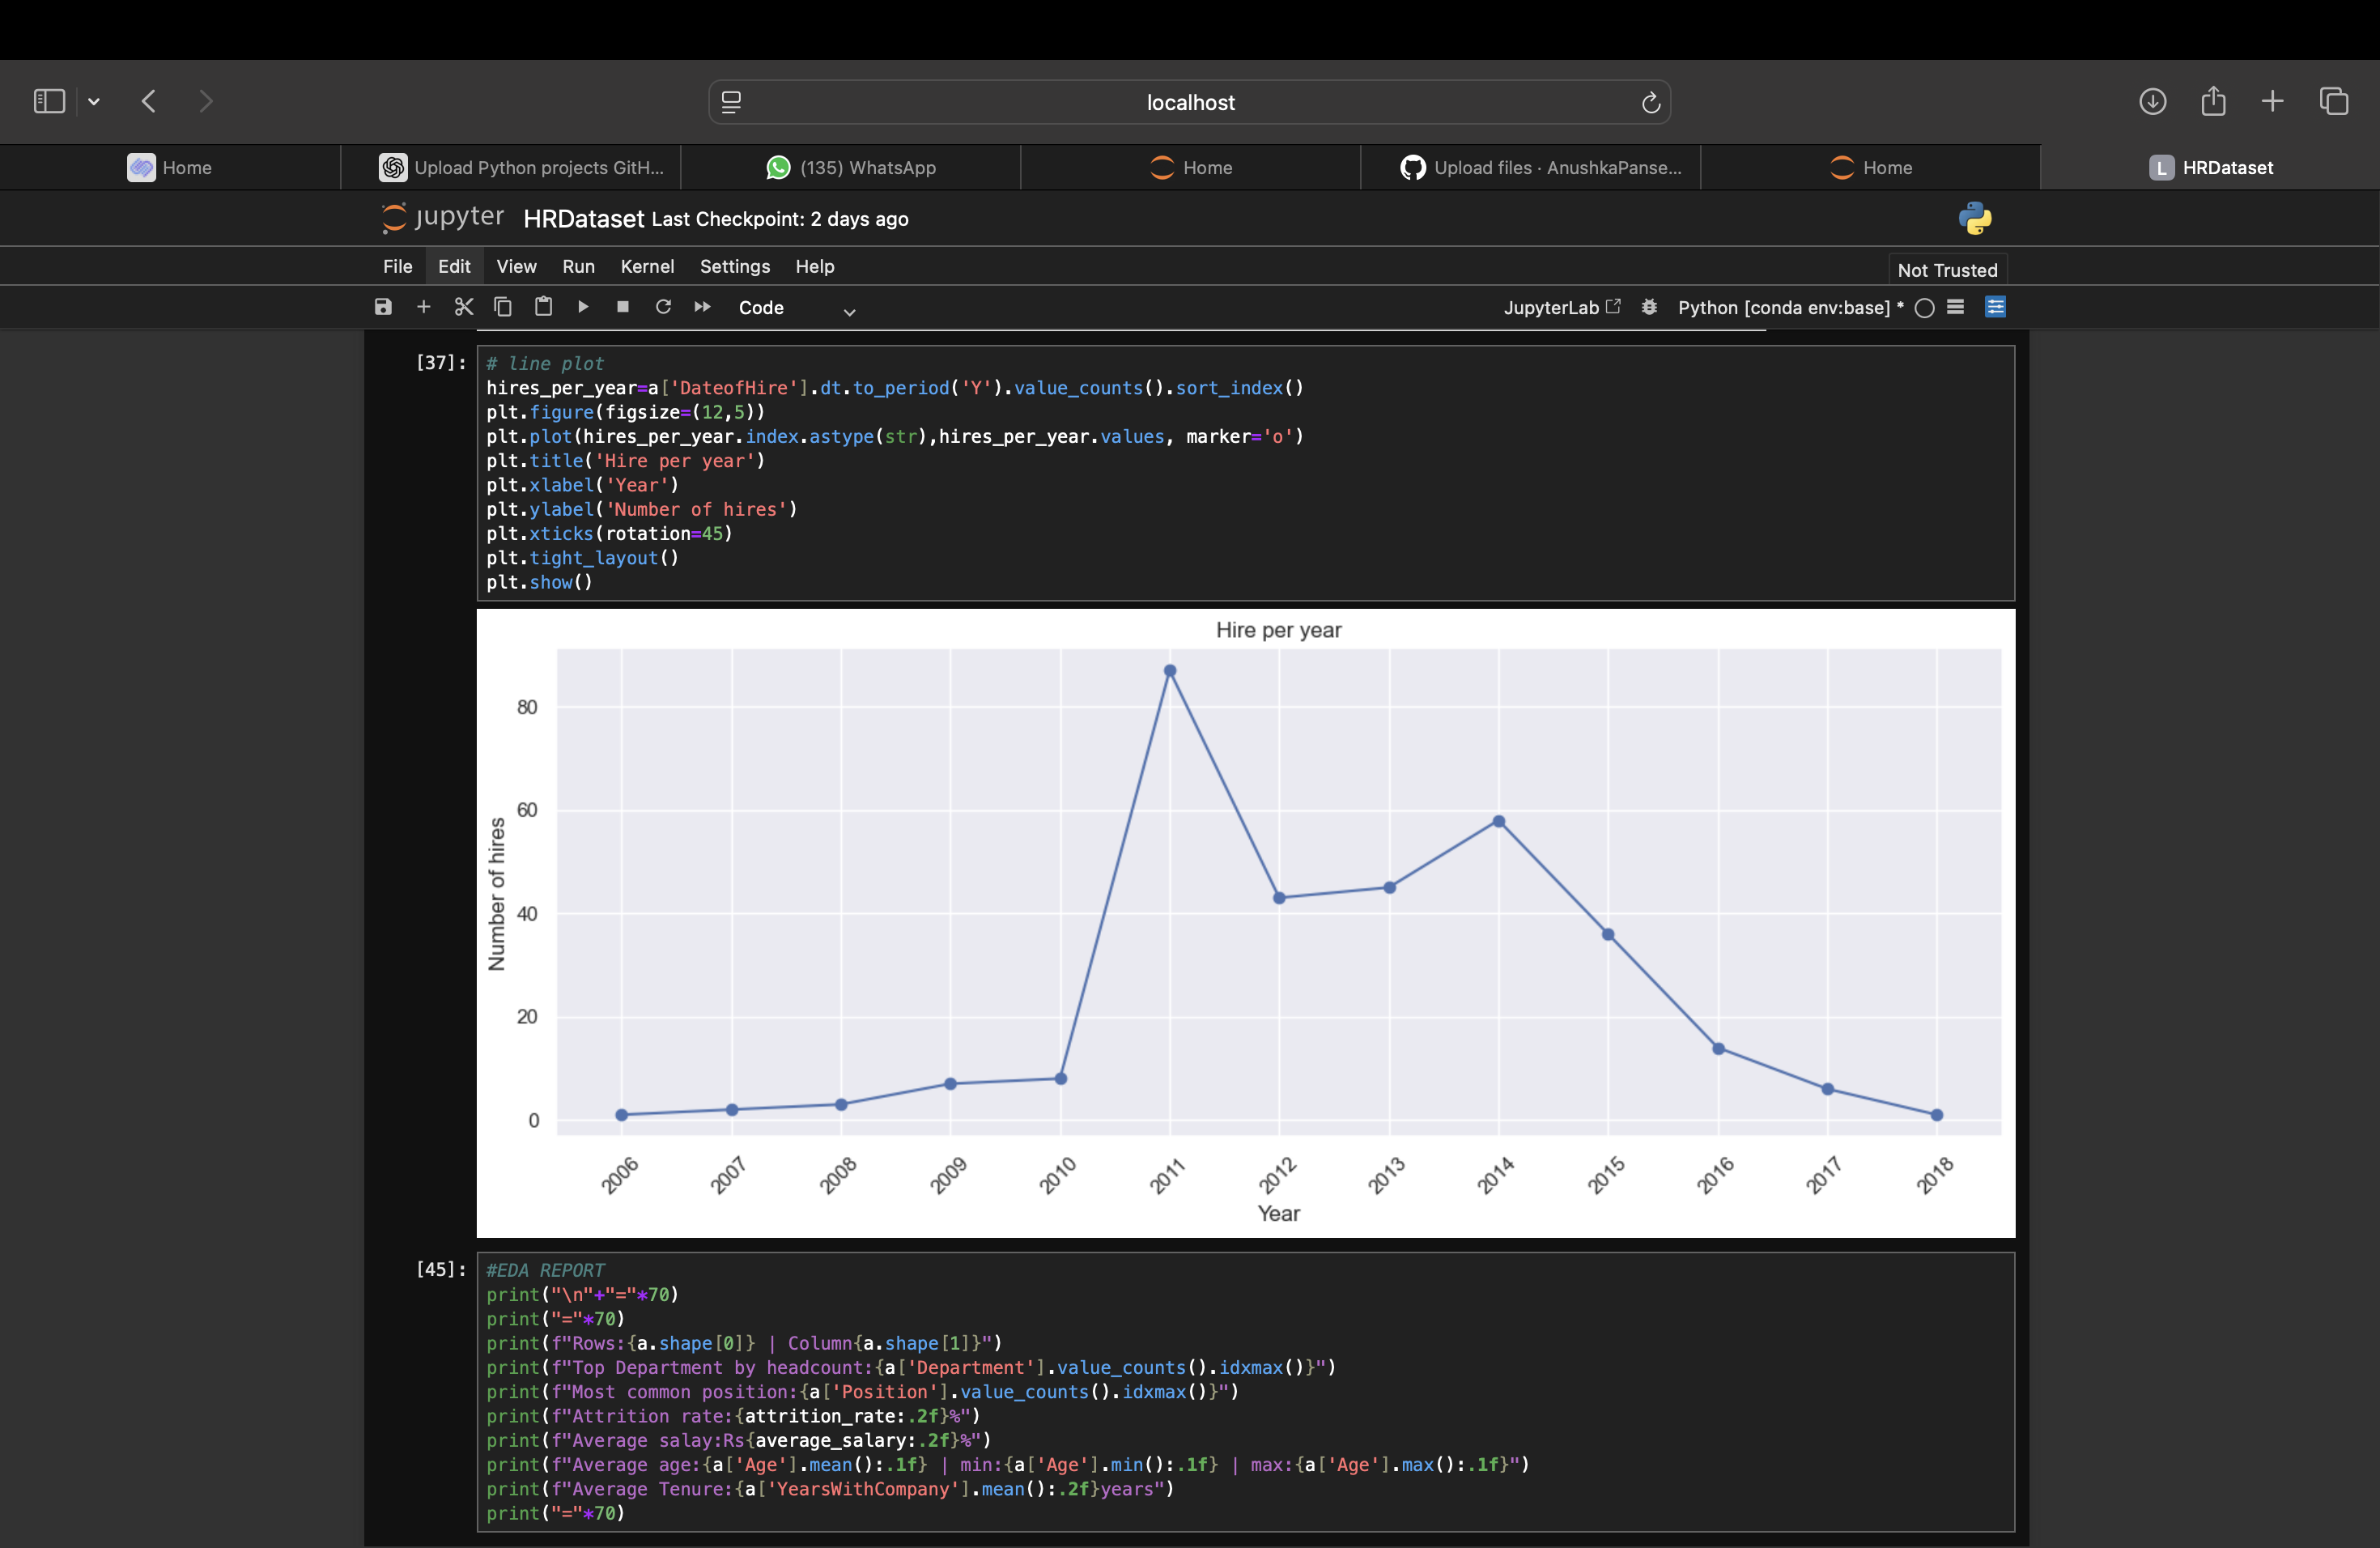 localhost
Home
Upload Python projects GitH...
(135) WhatsApp
Home
Upload files · AnushkaPanse...
Home
L HRDataset
jupyter HRDataset Last Checkpoint: 2 days ago
File Edit View Run Kernel Settings Help
Not Trusted
Code
JupyterLab
Python [conda env:base] *
[37]:
# line plot
hires_per_year=a['DateofHire'].dt.to_period('Y').value_counts().sort_index()
plt.figure(figsize=(12,5))
plt.plot(hires_per_year.index.astype(str),hires_per_year.values, marker='o')
plt.title('Hire per year')
plt.xlabel('Year')
plt.ylabel('Number of hires')
plt.xticks(rotation=45)
plt.tight_layout()
plt.show()
Hire per year
80
60
40
20
0
Number of hires
2006 2007 2008 2009 2010 2011 2012 2013 2014 2015 2016 2017 2018
Year
[45]:
#EDA REPORT
print("\n"+"="*70)
print("="*70)
print(f"Rows:{a.shape[0]} | Column{a.shape[1]}")
print(f"Top Department by headcount:{a['Department'].value_counts().idxmax()}")
print(f"Most common position:{a['Position'].value_counts().idxmax()}")
print(f"Attrition rate:{attrition_rate:.2f}%")
print(f"Average salay:Rs{average_salary:.2f}%")
print(f"Average age:{a['Age'].mean():.1f} | min:{a['Age'].min():.1f} | max:{a['Age'].max():.1f}")
print(f"Average Tenure:{a['YearsWithCompany'].mean():.2f}years")
print("="*70)